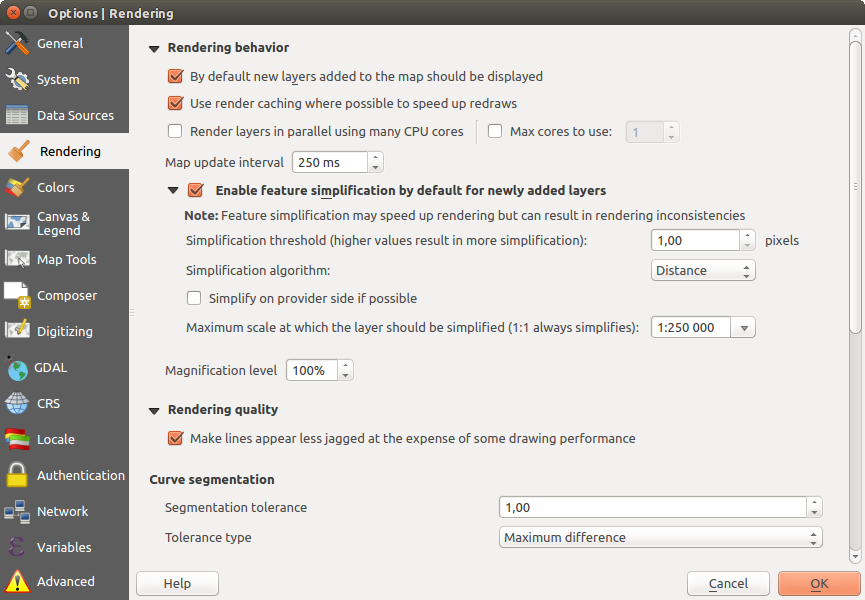 Options | Rendering
General
System
Data Sources
Rendering
Colors
Canvas &
Legend
Map Tools
Composer
Digitizing
GDAL
CRS
Locale
Authentication
Network
Variables
Advanced
Rendering behavior
By default new layers added to the map should be displayed
Use render caching where possible to speed up redraws
Render layers in parallel using many CPU cores Max cores to use: 1
Map update interval 250 ms
Enable feature simplification by default for newly added layers
Note: Feature simplification may speed up rendering but can result in rendering inconsistencies
Simplification threshold (higher values result in more simplification): 1,00 pixels
Simplification algorithm: Distance
Simplify on provider side if possible
Maximum scale at which the layer should be simplified (1:1 always simplifies): 1:250 000
Magnification level 100%
Rendering quality
Make lines appear less jagged at the expense of some drawing performance
Curve segmentation
Segmentation tolerance 1,00
Tolerance type Maximum difference
Help Cancel OK